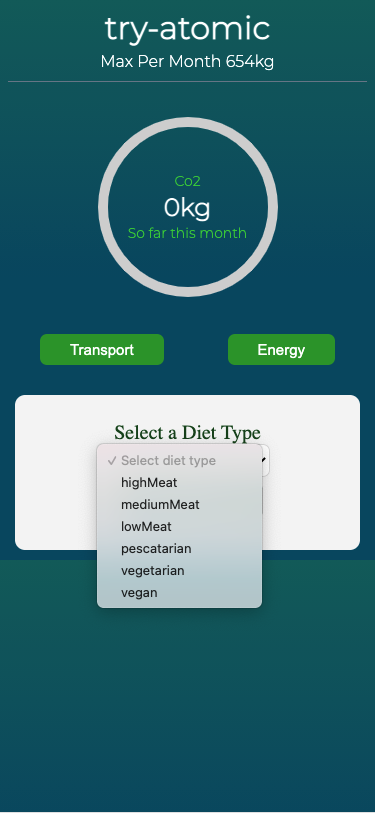 try-atomic
Max Per Month 654kg
Co2
0kg
So far this month
Transport
Energy
Select a Diet Type
✓ Select diet type
highMeat
mediumMeat
lowMeat
pescatarian
vegetarian
vegan